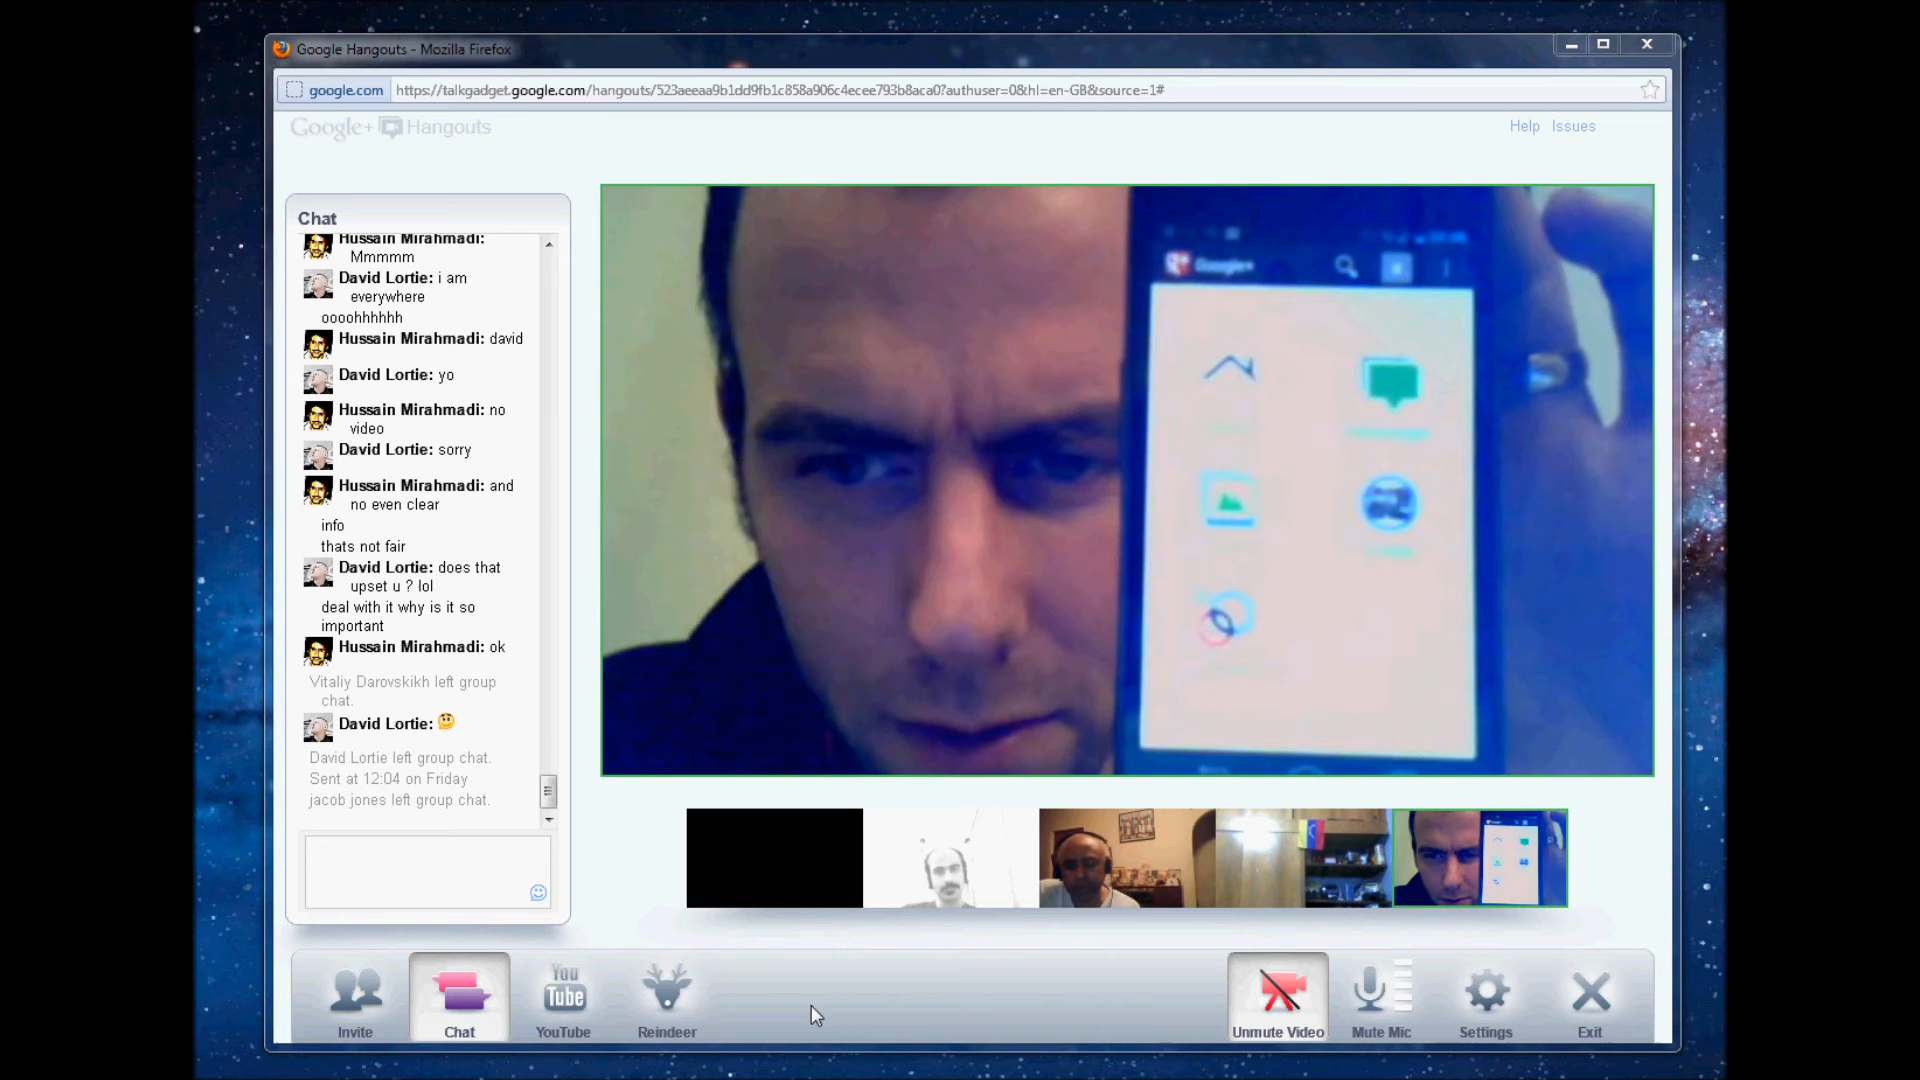 Google Hangouts - Mozilla Firefox
google.com https://talkgadget.google.com/hangouts/523aeeaa9b1dd9fb1c858a906c4ecee793b8aca0?authuser=0&hl=en-GB&source=1#
Google+ Hangouts
Help Issues
Chat
Hussain Mirahmadi:
Mmmmm
David Lortie: i am
everywhere
oooohhhhhh
Hussain Mirahmadi: david
David Lortie: yo
Hussain Mirahmadi: no
video
David Lortie: sorry
Hussain Mirahmadi: and
no even clear
info
thats not fair
David Lortie: does that
upset u ? lol
deal with it why is it so
important
Hussain Mirahmadi: ok
Vitaliy Darovskikh left group
chat.
David Lortie:
David Lortie left group chat.
Sent at 12:04 on Friday
jacob jones left group chat.
Google+
Invite
Chat
You Tube
YouTube
Reindeer
Unmute Video
Mute Mic
Settings
Exit